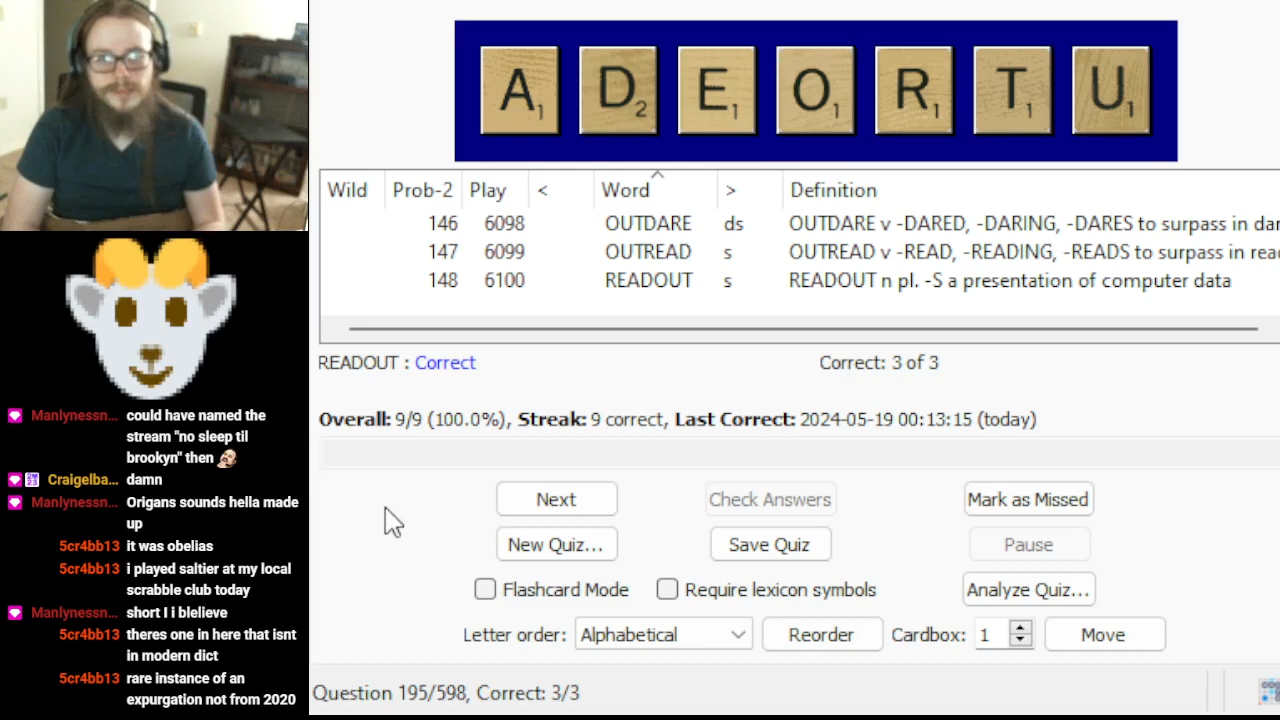 A1 D2 E1 O1 R1 T1 U1
Wild Prob-2 Play < Word > Definition
146 6098 OUTDARE ds OUTDARE v -DARED, -DARING, -DARES to surpass in dar
147 6099 OUTREAD s OUTREAD v -READ, -READING, -READS to surpass in read
148 6100 READOUT s READOUT n pl. -S a presentation of computer data
READOUT : Correct Correct: 3 of 3
Overall: 9/9 (100.0%), Streak: 9 correct, Last Correct: 2024-05-19 00:13:15 (today)
Next Check Answers Mark as Missed
New Quiz... Save Quiz Pause
Flashcard Mode Require lexicon symbols Analyze Quiz...
Letter order: Alphabetical Reorder Cardbox: 1 Move
Question 195/598, Correct: 3/3
Manlynessn... could have named the
stream "no sleep til
brookyn" then
Craigelba... damn
Manlynessn... Origans sounds hella made
up
5cr4bb13 it was obelias
5cr4bb13 i played saltier at my local
scrabble club today
Manlynessn... short I i blelieve
5cr4bb13 theres one in here that isnt
in modern dict
5cr4bb13 rare instance of an
expurgation not from 2020